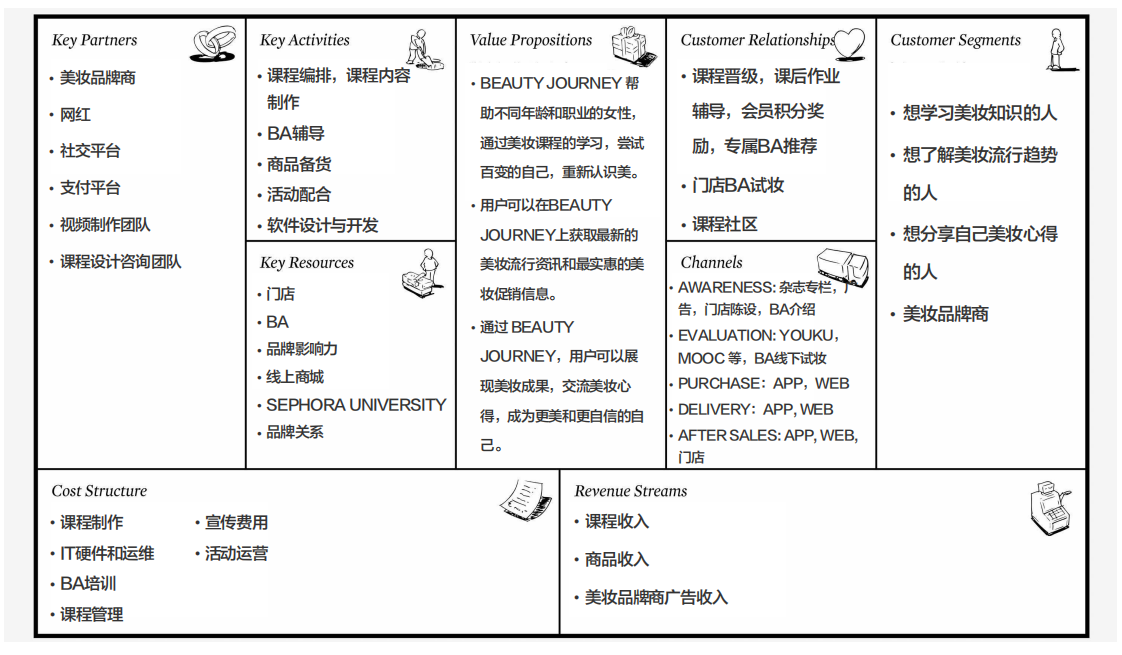 Key Partners
• 美妆品牌商
• 网红
• 社交平台
• 支付平台
• 视频制作团队
• 课程设计咨询团队
Key Activities
• 课程编排，课程内容
制作
• BA辅导
• 商品备货
• 活动配合
• 软件设计与开发
Key Resources
• 门店
• BA
• 品牌影响力
• 线上商城
• SEPHORA UNIVERSITY
• 品牌关系
Value Propositions
• BEAUTY JOURNEY 帮
助不同年龄和职业的女性，
通过美妆课程的学习，尝试
百变的自己，重新认识美。
• 用户可以在BEAUTY
JOURNEY上获取最新的
美妆流行资讯和最实惠的美
妆促销信息。
• 通过 BEAUTY
JOURNEY，用户可以展
现美妆成果，交流美妆心
得，成为更美和更自信的自
己。
Customer Relationships
• 课程晋级，课后作业
辅导，会员积分奖
励，专属BA推荐
• 门店BA试妆
• 课程社区
Channels
• AWARENESS: 杂志专栏，广
告，门店陈设，BA介绍
• EVALUATION: YOUKU，
MOOC 等，BA线下试妆
• PURCHASE：APP，WEB
• DELIVERY：APP, WEB
• AFTER SALES: APP, WEB,
门店
Customer Segments
• 想学习美妆知识的人
• 想了解美妆流行趋势
的人
• 想分享自己美妆心得
的人
• 美妆品牌商
Cost Structure
• 课程制作
• IT硬件和运维
• BA培训
• 课程管理
• 宣传费用
• 活动运营
Revenue Streams
• 课程收入
• 商品收入
• 美妆品牌商广告收入